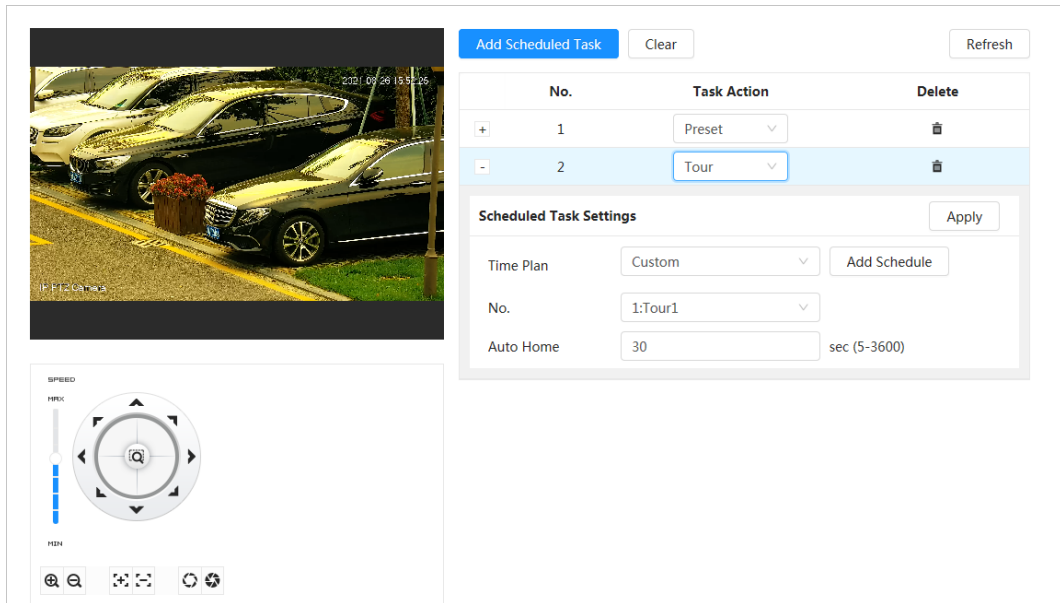 Add Scheduled Task Clear Refresh
2021-08-26 15:52:25
No. Task Action Delete
+ 1 Preset
- 2 Tour
Scheduled Task Settings Apply
Time Plan Custom Add Schedule
IP PTZ Camera
No. 1:Tour1
Auto Home 30 sec (5-3600)
SPEED
MAX
MIN